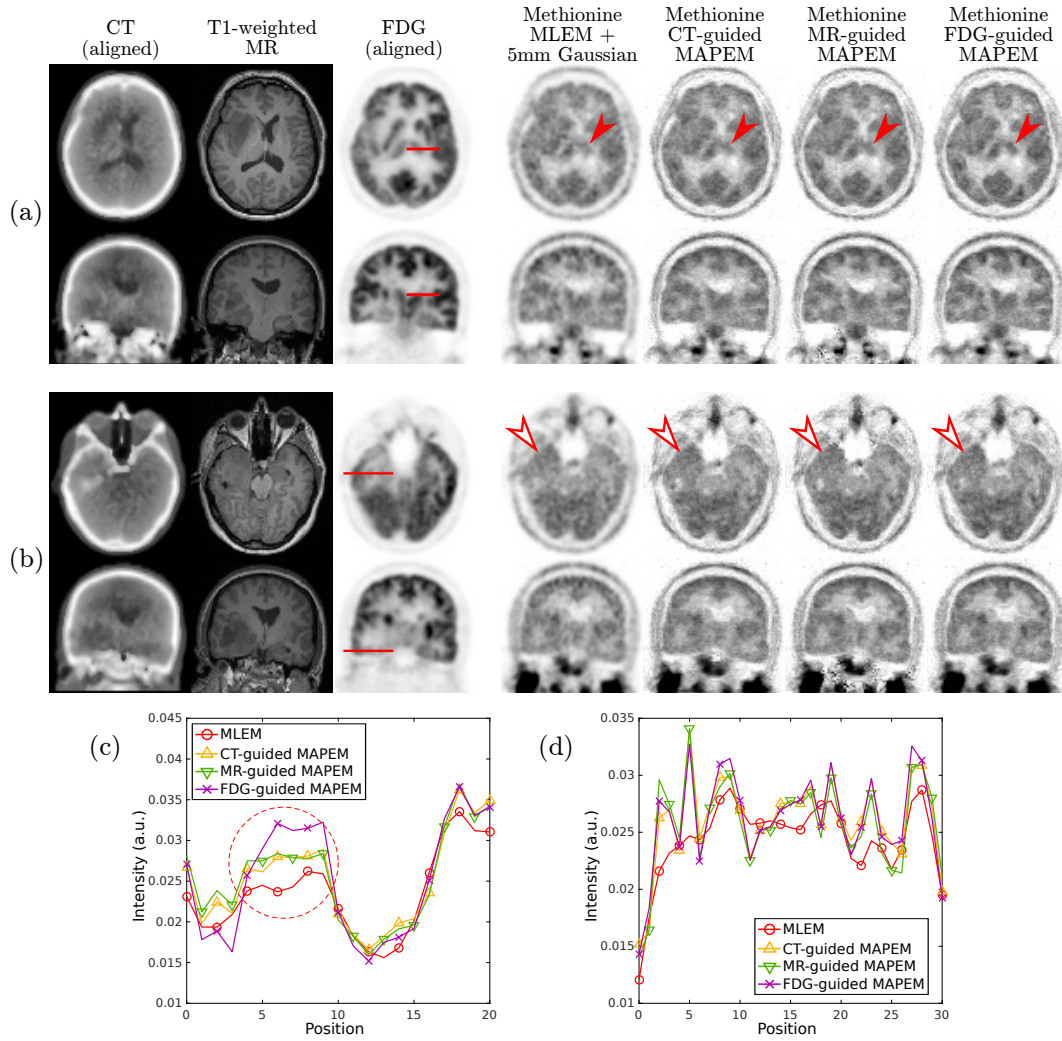 (a)
CT
(aligned)
T1-weighted
MR
FDG
(aligned)
Methionine
MLEM +
5mm Gaussian
Methionine
CT-guided
MAPEM
Methionine
MR-guided
MAPEM
Methionine
FDG-guided
MAPEM
(b)
(c)
0.045
0.04
0.035
0.03
0.025
0.02
0.015
0.01
Intensity (a.u.)
MLEM
CT-guided MAPEM
MR-guided MAPEM
FDG-guided MAPEM
0
5
10
15
20
Position
(d)
0.035
0.03
0.025
0.02
0.015
0.01
Intensity (a.u.)
MLEM
CT-guided MAPEM
MR-guided MAPEM
FDG-guided MAPEM
0
5
10
15
20
25
30
Position